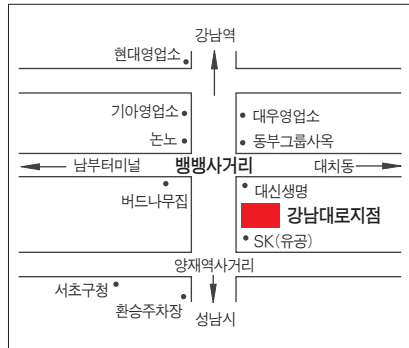 강남역
현대영업소
기아영업소
대우영업소
논노
동부그룹사옥
남부터미널
뱅뱅사거리
대치동
버드나무집
대신생명
강남대로지점
SK(유공)
양재역사거리
서초구청
환승주차장
성남시